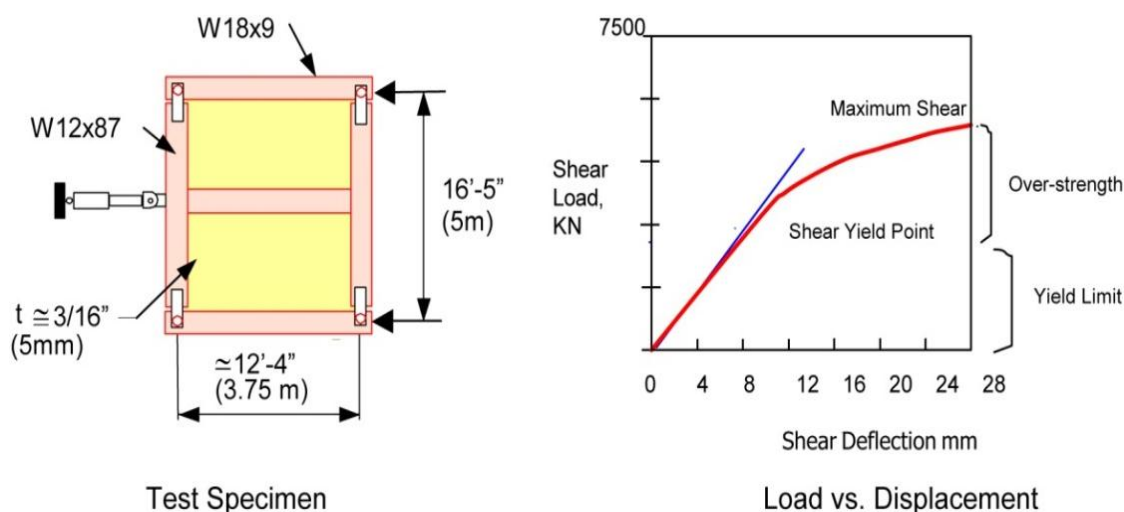 W18x9
W12x87
16'-5"
(5m)
t ≅3/16"
(5mm)
≃12'-4"
(3.75 m)
Test Specimen
7500
Maximum Shear
Shear
Load,
KN
Over-strength
Shear Yield Point
Yield Limit
0 4 8 12 16 20 24 28
Shear Deflection mm
Load vs. Displacement